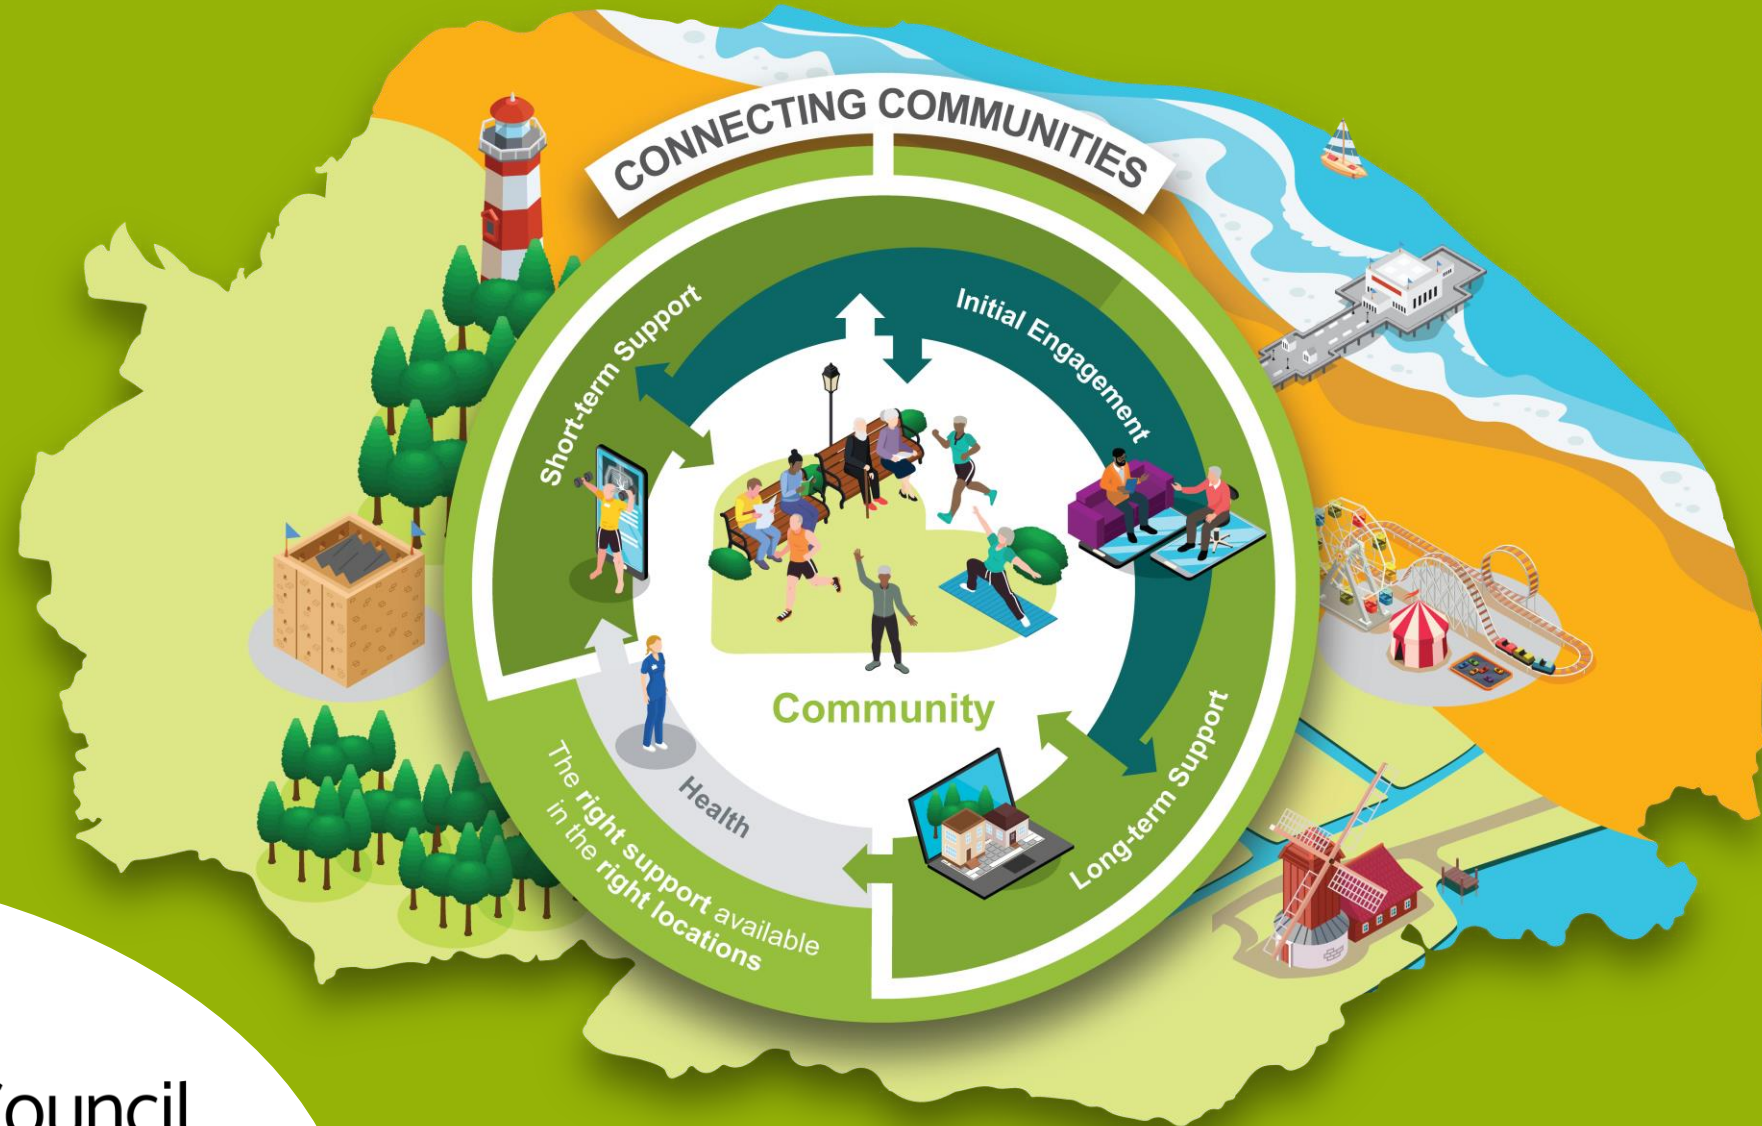 CONNECTING COMMUNITIES
Short-term Support
Initial Engagement
Community
Long-term Support
Health
The right support available
in the right locations
Council